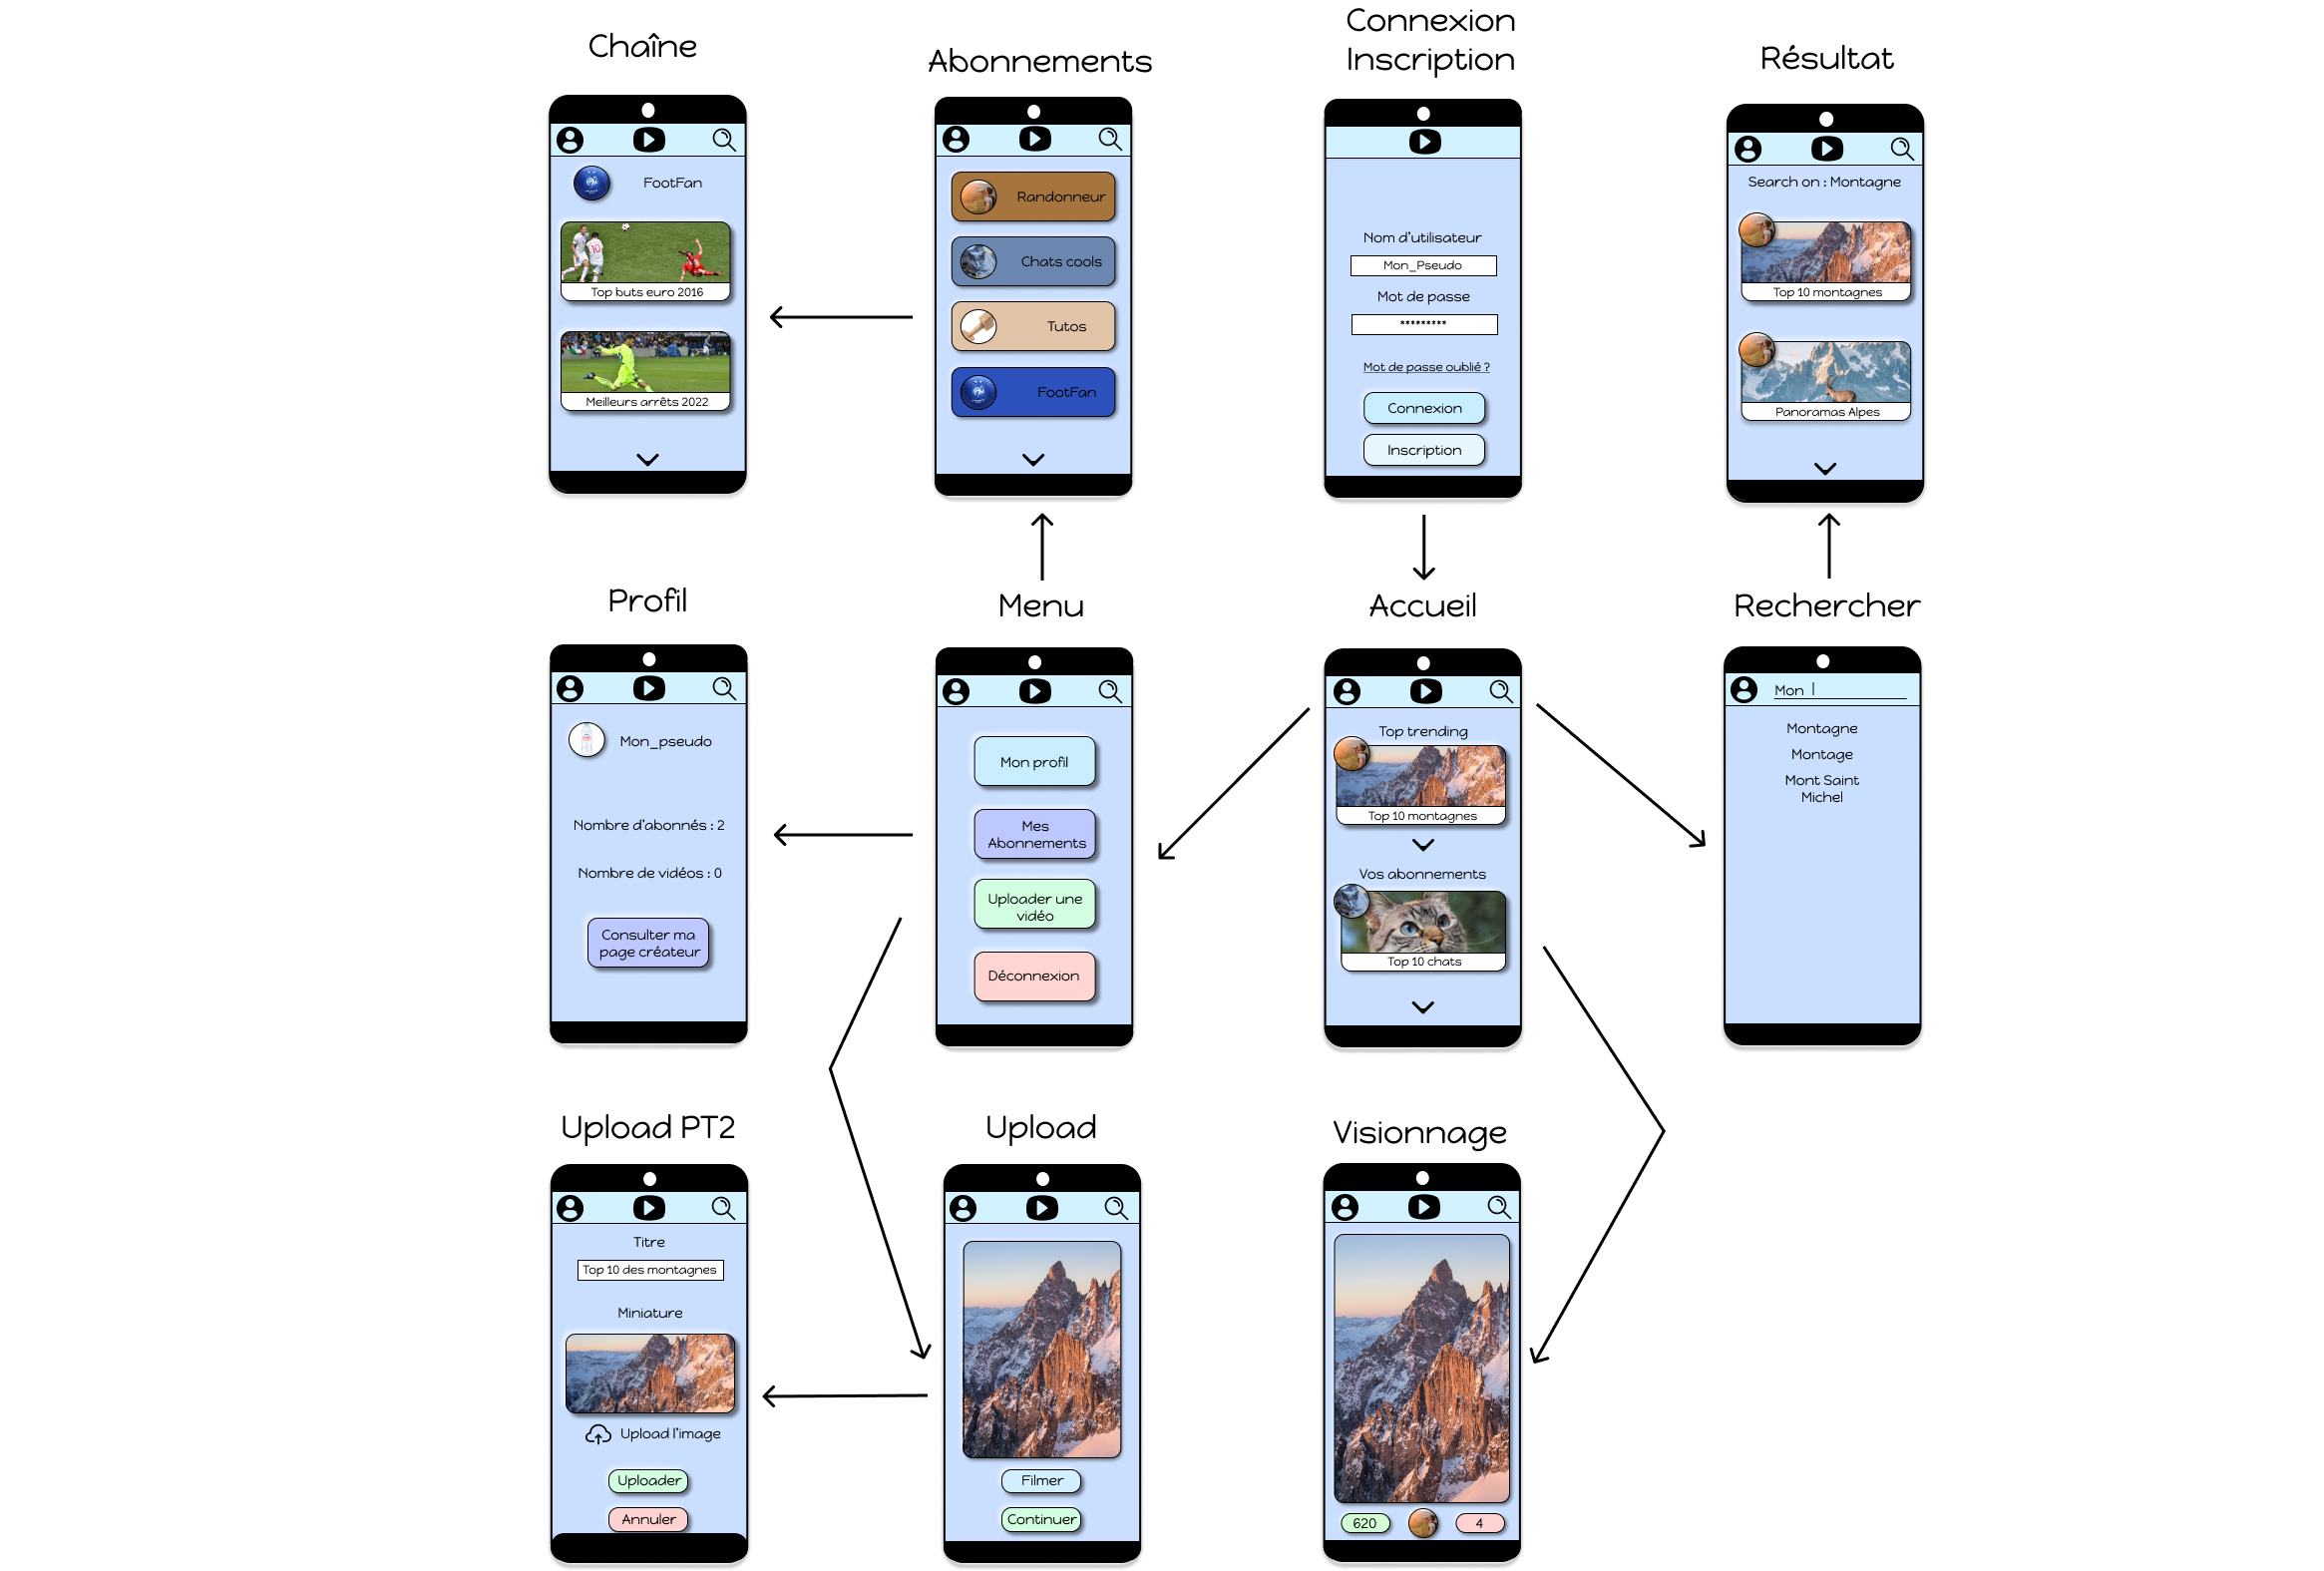 Chaîne
FootFan
Top buts euro 2016
Meilleurs arrêts 2022
Abonnements
Randonneur
Chats cools
Tutos
FootFan
Connexion
Inscription
Nom d'utilisateur
Mon_Pseudo
Mot de passe
*********
Mot de passe oublié ?
Connexion
Inscription
Résultat
Search on : Montagne
Top 10 montagnes
Panoramas Alpes
Profil
Mon_pseudo
Nombre d'abonnés : 2
Nombre de vidéos : 0
Consulter ma
page créateur
Menu
Mon profil
Mes
Abonnements
Uploader une
vidéo
Déconnexion
Accueil
Top trending
Top 10 montagnes
Vos abonnements
Top 10 chats
Rechercher
Mon |
Montagne
Montage
Mont Saint
Michel
Upload PT2
Titre
Top 10 des montagnes
Miniature
Upload l'image
Uploader
Annuler
Upload
Filmer
Continuer
Visionnage
620
4